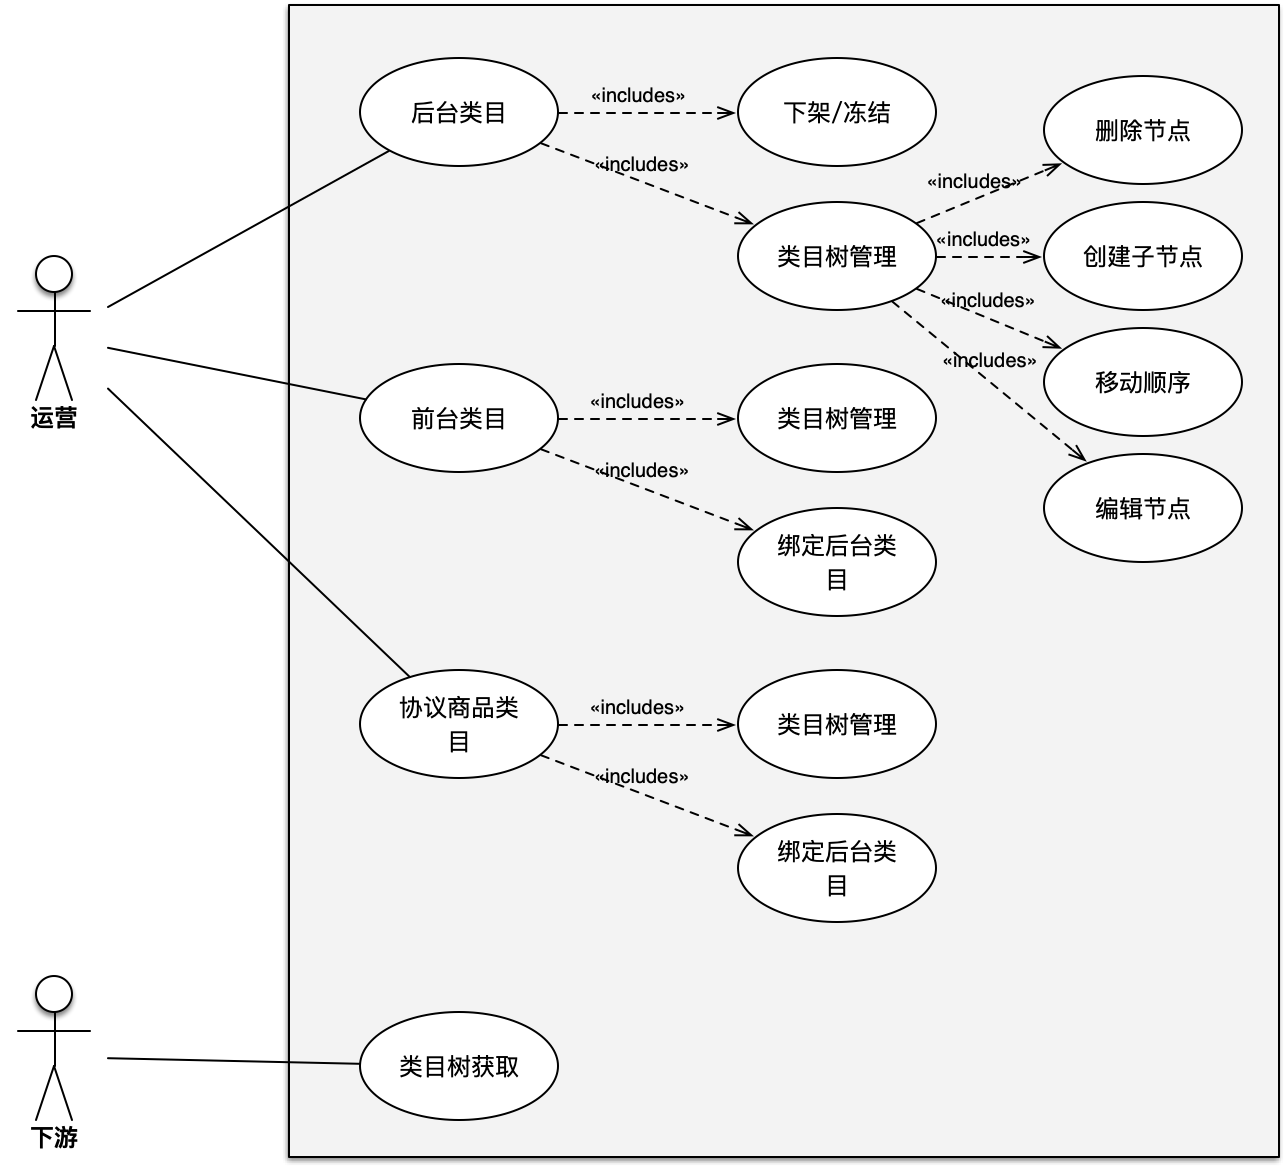 后台类目
«includes»
下架/冻结
«includes»
删除节点
«includes»
类目树管理
«includes»
创建子节点
«includes»
移动顺序
«includes»
编辑节点
运营
前台类目
«includes»
类目树管理
«includes»
绑定后台类
目
协议商品类
目
«includes»
类目树管理
«includes»
绑定后台类
目
类目树获取
下游